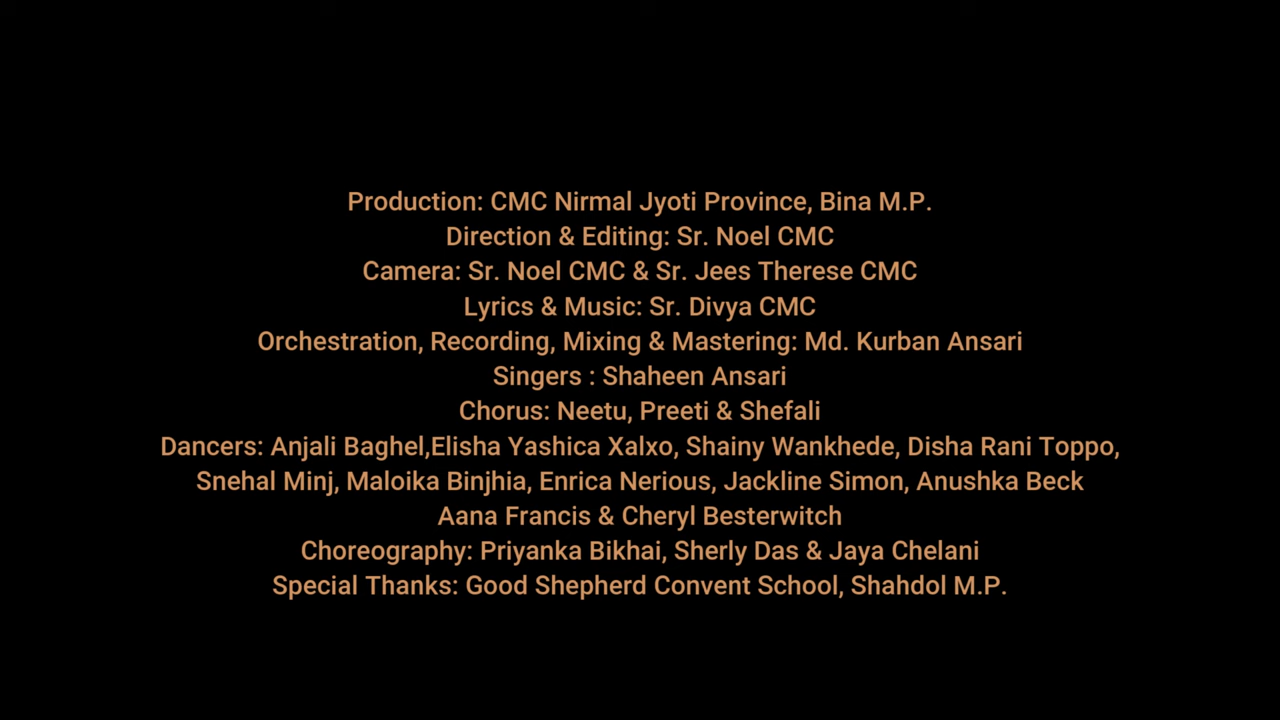 Production: CMC Nirmal Jyoti Province, Bina M.P.
Direction & Editing: Sr. Noel CMC
Camera: Sr. Noel CMC & Sr. Jees Therese CMC
Lyrics & Music: Sr. Divya CMC
Orchestration, Recording, Mixing & Mastering: Md. Kurban Ansari
Singers : Shaheen Ansari
Chorus: Neetu, Preeti & Shefali
Dancers: Anjali Baghel,Elisha Yashica Xalxo, Shainy Wankhede, Disha Rani Toppo,
Snehal Minj, Maloika Binjhia, Enrica Nerious, Jackline Simon, Anushka Beck
Aana Francis & Cheryl Besterwitch
Choreography: Priyanka Bikhai, Sherly Das & Jaya Chelani
Special Thanks: Good Shepherd Convent School, Shahdol M.P.